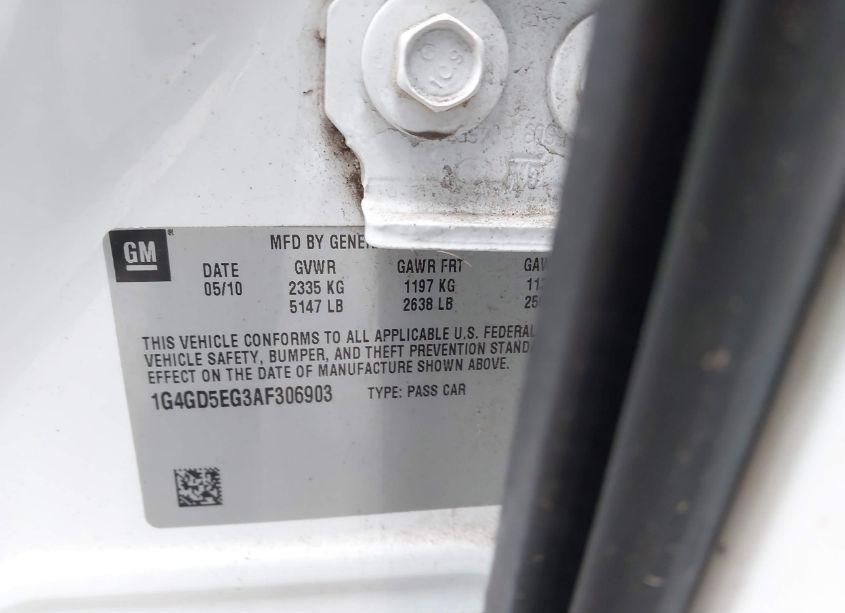 GM
MFD BY
DATE GVWR GAWR FRT
05/10 2335 KG 1197 KG
5147 LB 2638 LB
THIS VEHICLE CONFORMS TO ALL APPLICABLE U.S. FEDERAL
VEHICLE SAFETY, BUMPER, AND THEFT PREVENTION
EFFECT ON THE DATE OF MANUFACTURE SHOWN ABOVE.
1G4GD5EG3AF306903 TYPE: PASS CAR